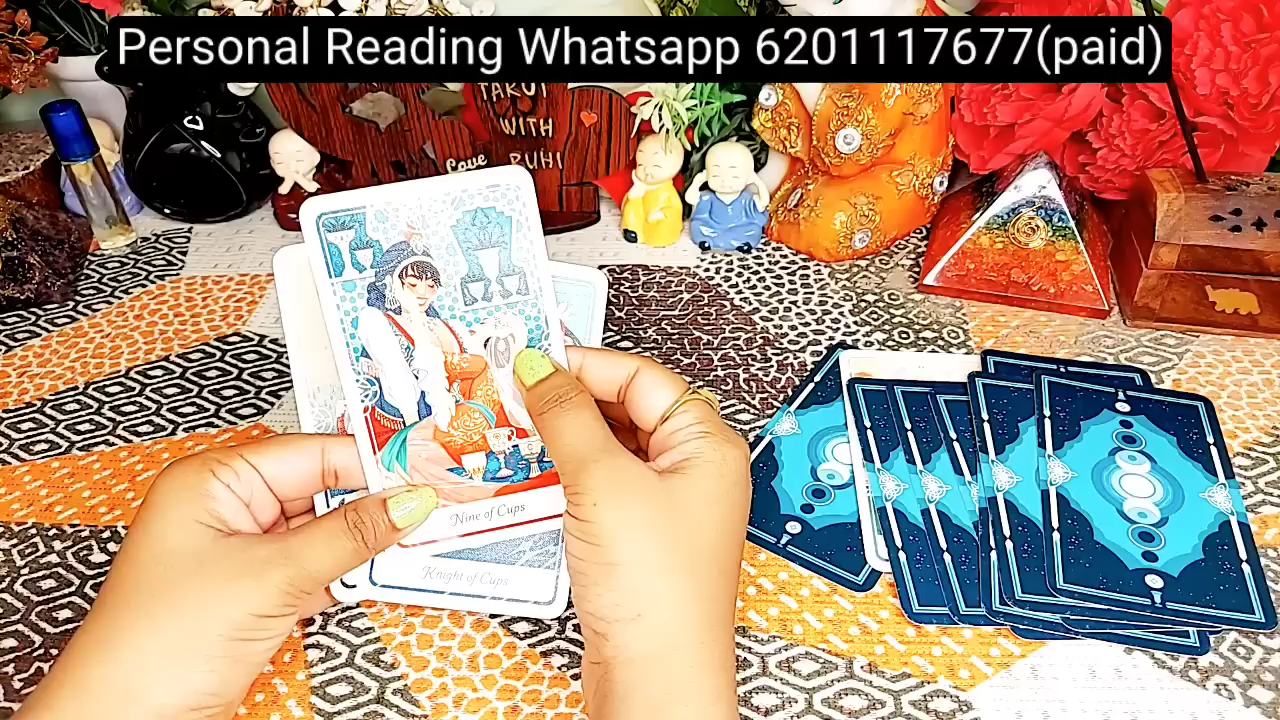 Personal Reading Whatsapp 6201117677(paid)
TAROT
WITH
Love RUHI
Nine of Cups
Knight of Cups